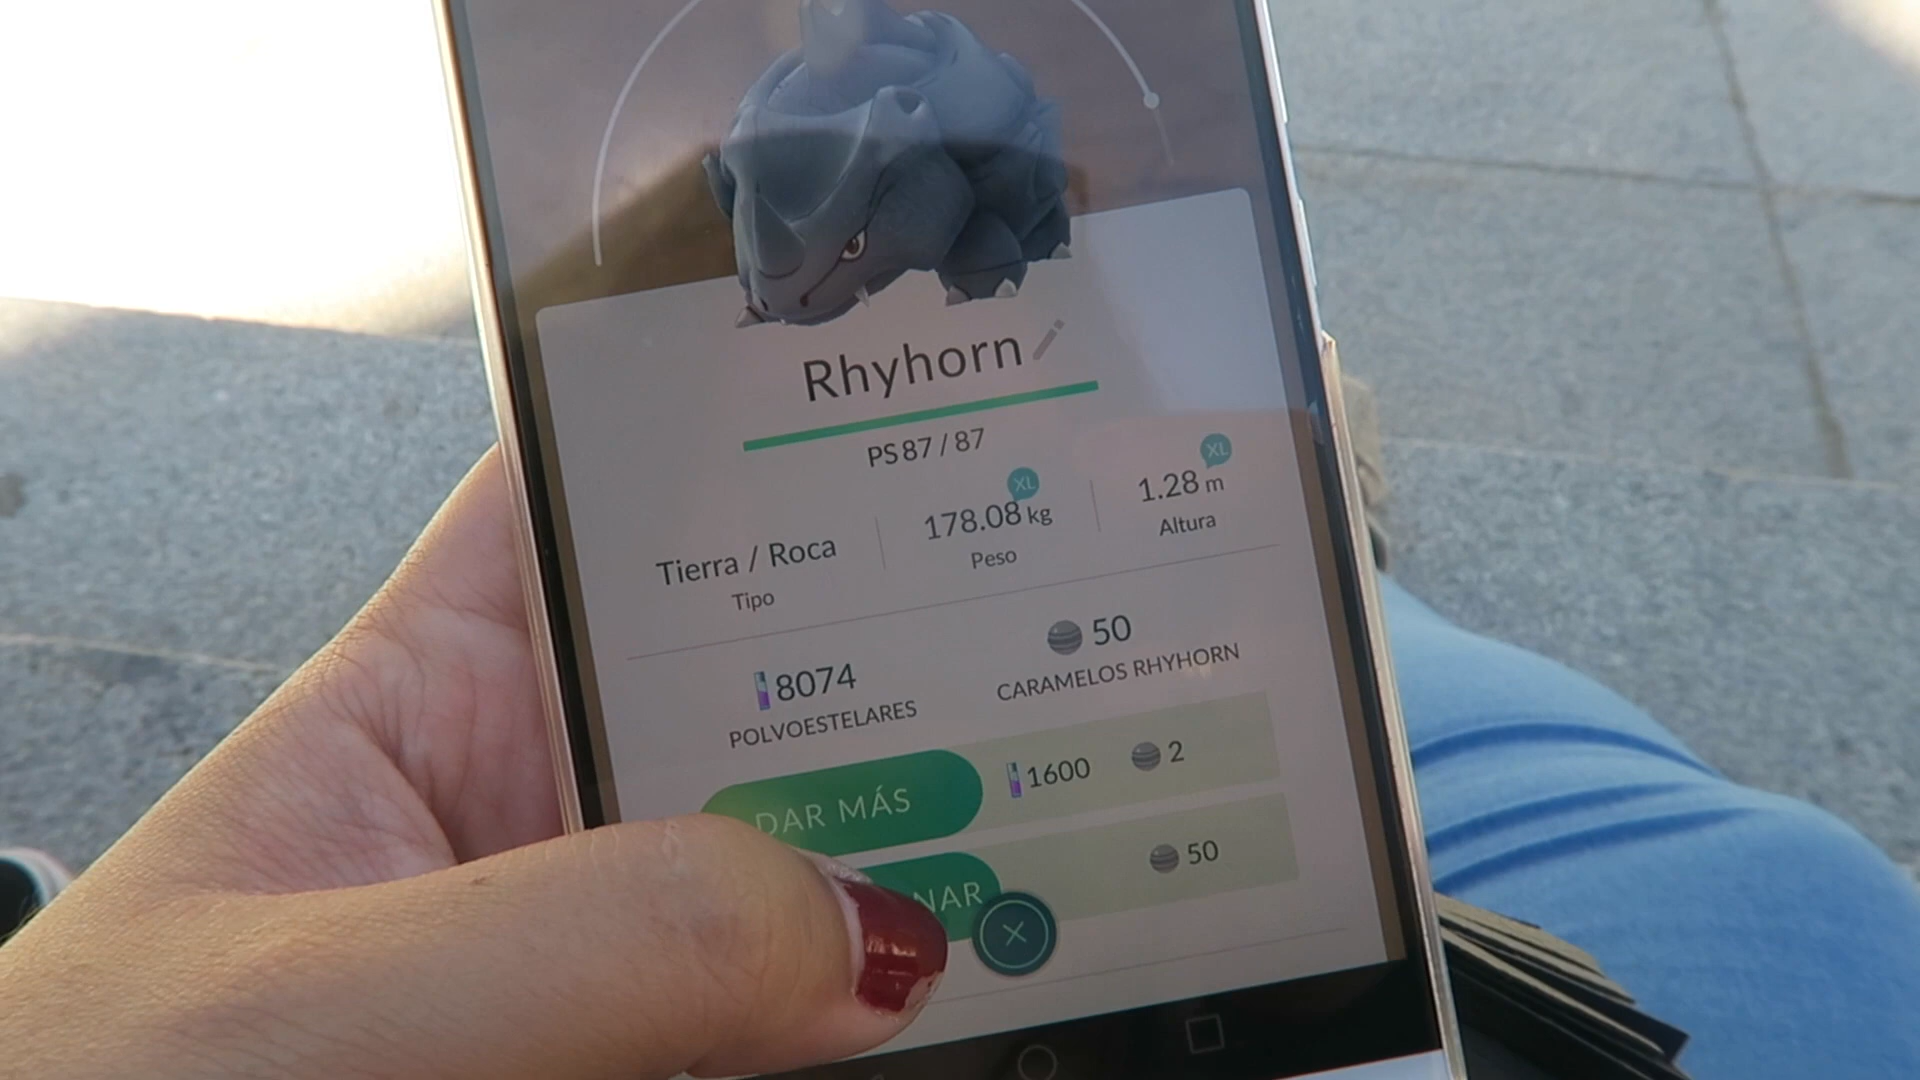 Rhyhorn
PS 87 / 87
XL
XL
Tierra / Roca
178.08 kg
1.28 m
Tipo
Peso
Altura
8074
50
POLVOESTELARES
CARAMELOS RHYHORN
DAR MÁS
1600
2
50